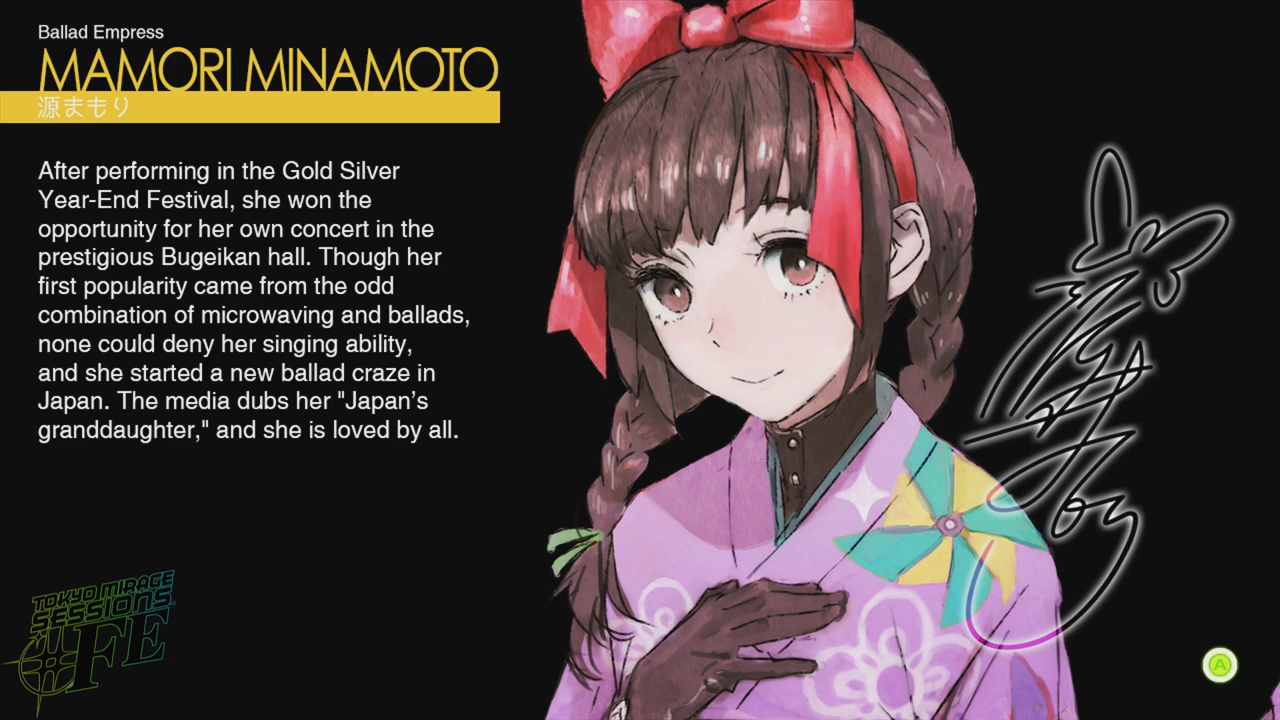 Ballad Empress
MAMORI MINAMOTO
源まもり
After performing in the Gold Silver
Year-End Festival, she won the
opportunity for her own concert in the
prestigious Bugeikan hall. Though her
first popularity came from the odd
combination of microwaving and ballads,
none could deny her singing ability,
and she started a new ballad craze in
Japan. The media dubs her "Japan's
granddaughter," and she is loved by all.
TOKYO MIRAGE
SESSIONS
#FE
A